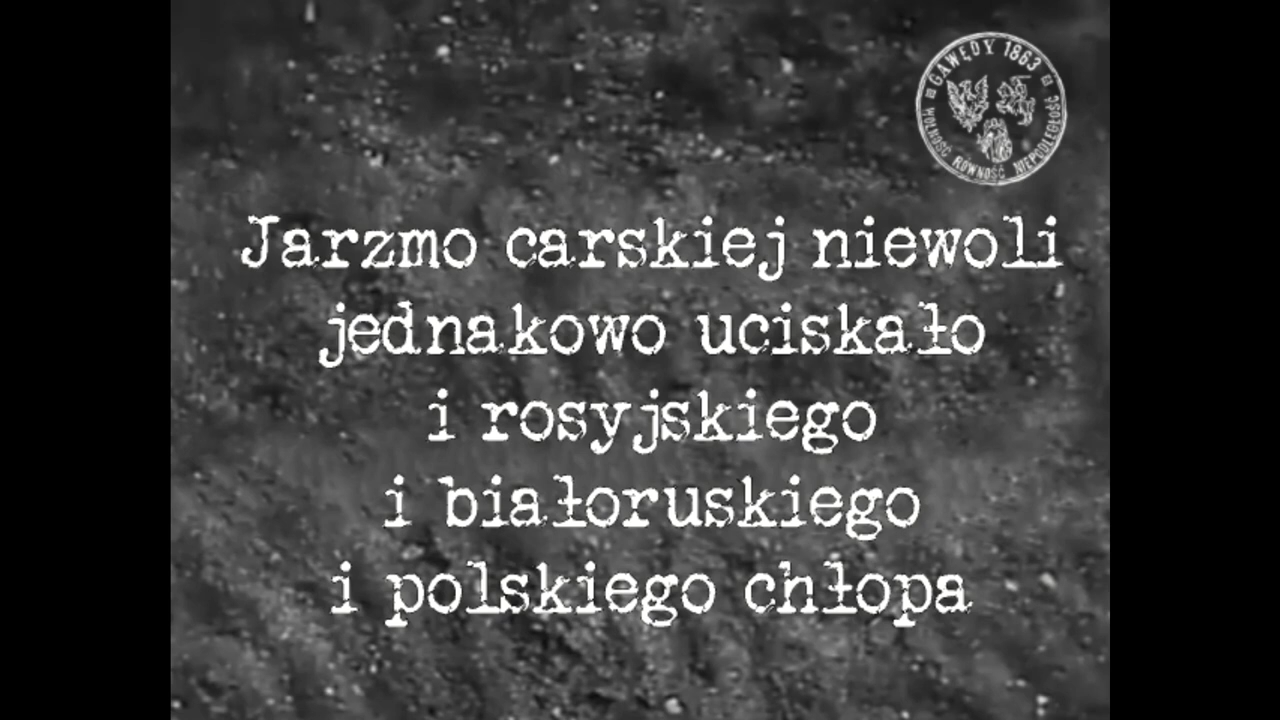 GAWĘDY 1863
WOLNOŚĆ RÓWNOŚĆ NIEPODLEGŁOŚĆ
Jarzmo carskiej niewoli
jednakowo uciskało
i rosyjskiego
i białoruskiego
i polskiego chłopa